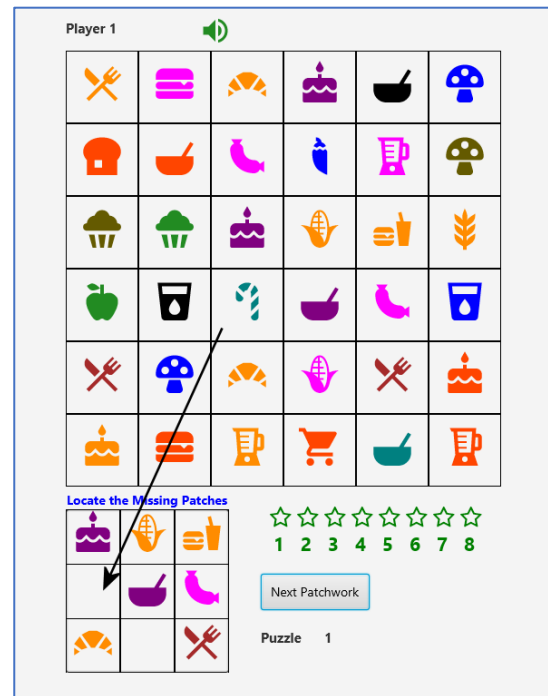 Player 1
Locate the Missing Patches
1 2 3 4 5 6 7 8
Next Patchwork
Puzzle 1